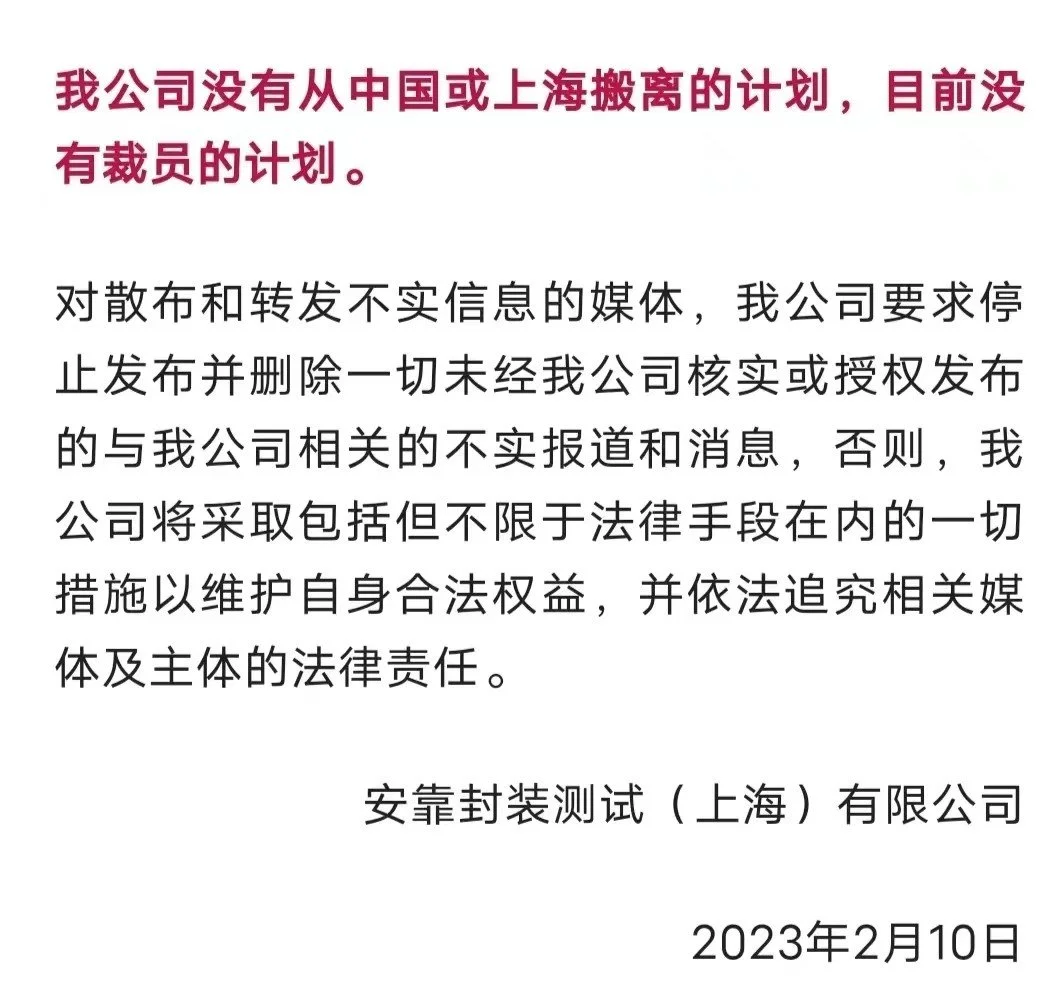 我公司没有从中国或上海搬离的计划，目前没
有裁员的计划。
对散布和转发不实信息的媒体，我公司要求停
止发布并删除一切未经我公司核实或授权发布
的与我公司相关的不实报道和消息，否则，我
公司将采取包括但不限于法律手段在内的一切
措施以维护自身合法权益，并依法追究相关媒
体及主体的法律责任。
安靠封装测试（上海）有限公司
2023年2月10日